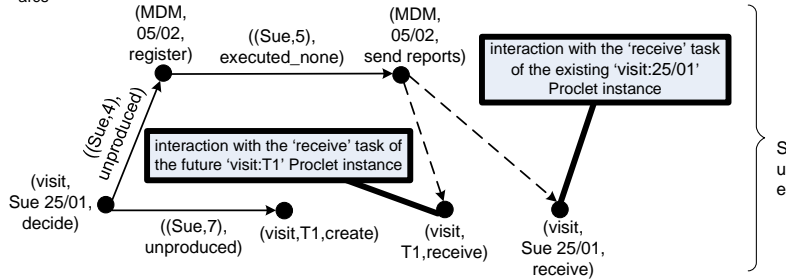 (MDM,
05/02,
register)
((Sue,5),
executed_none)
(MDM,
05/02,
send reports)
interaction with the 'receive' task
of the existing 'visit:25/01'
Proclet instance
((Sue,4),
unproduced)
interaction with the 'receive' task of
the future 'visit:T1' Proclet instance
(visit,
Sue 25/01,
decide)
((Sue,7),
unproduced)
(visit,T1,create)
(visit,
T1,receive)
(visit,
Sue 25/01,
receive)